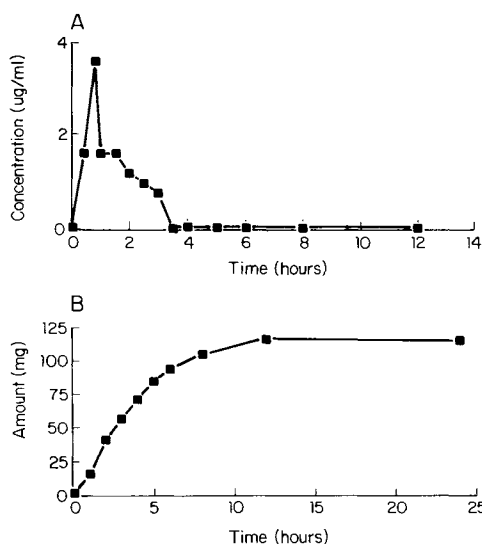 A
Concentration (ug/ml)
4
2
0
0 2 4 6 8 10 12 14
Time (hours)
B
Amount (mg)
125
100
75
50
25
0
0 5 10 15 20 25
Time (hours)